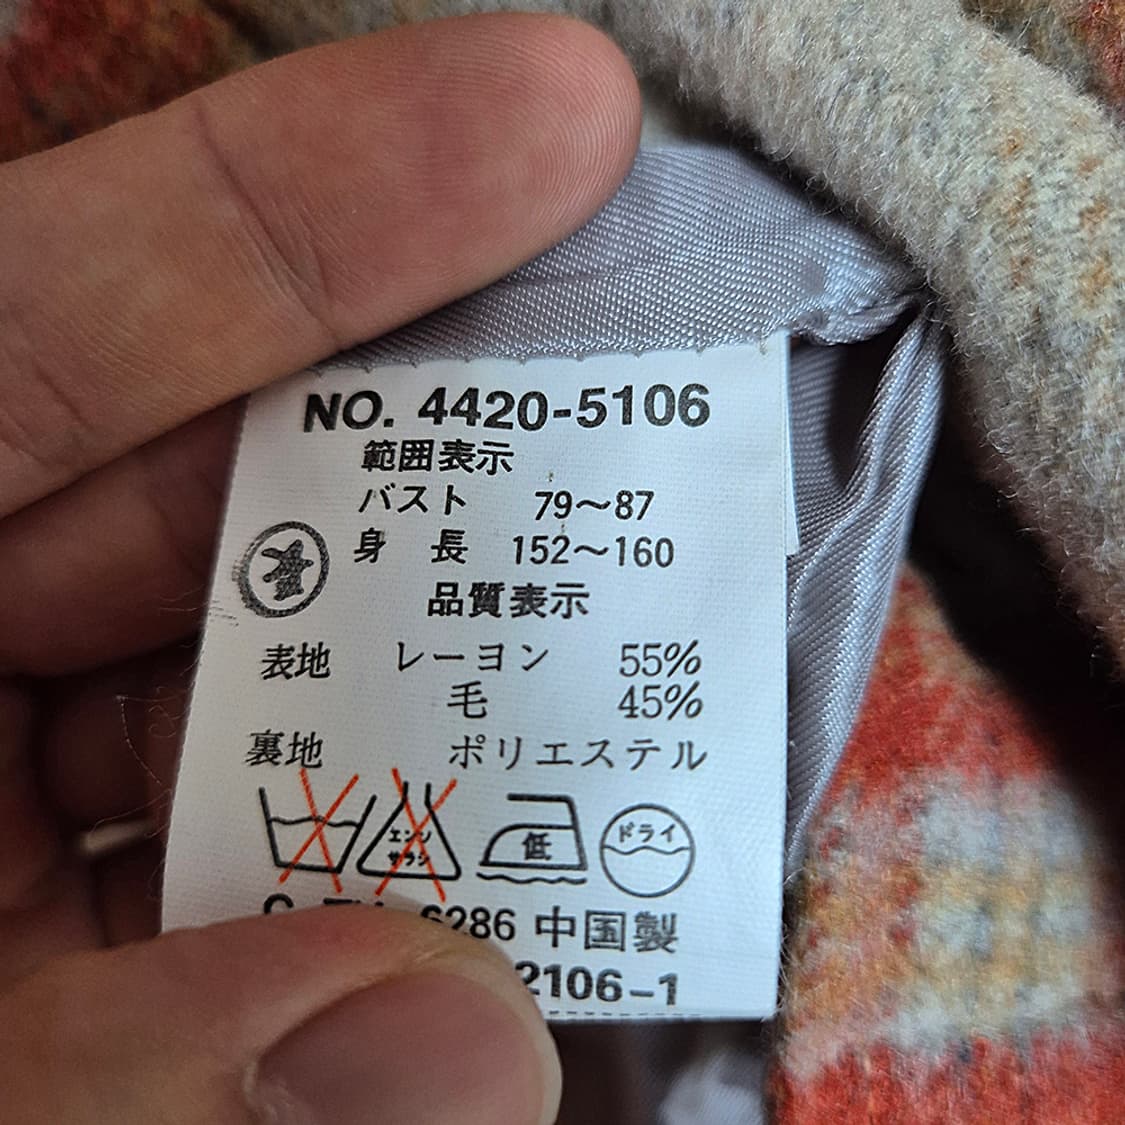 NO. 4420-5106
範囲表示
バスト 79〜87
身長 152〜160
品質表示
表地 レーヨン 55%
毛 45%
裏地 ポリエステル
エンソ
サラシ
低
ドライ
6286 中国製
2106-1